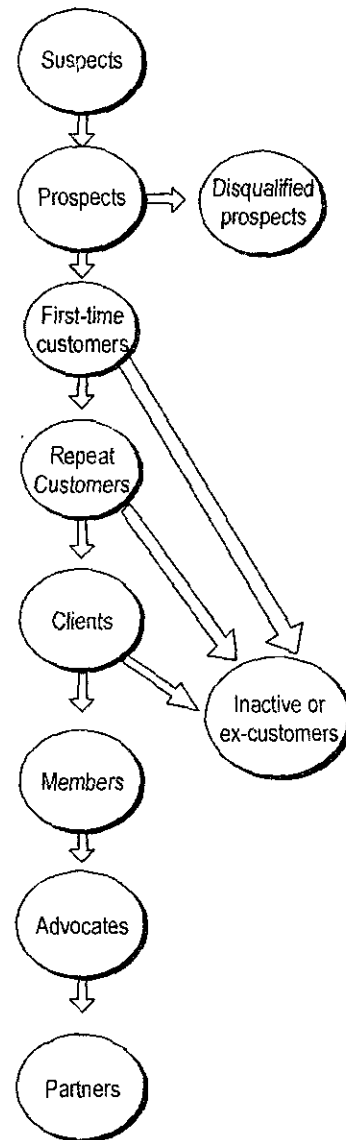 Suspects
Prospects
Disqualified
prospects
First-time
customers
Repeat
Customers
Clients
Inactive or
ex-customers
Members
Advocates
Partners